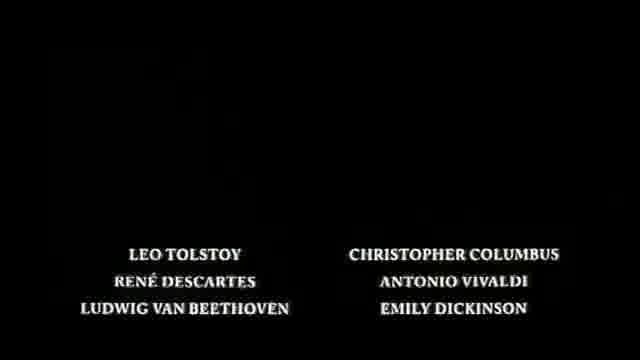 LEO TOLSTOY
RENÉ DESCARTES
LUDWIG VAN BEETHOVEN
CHRISTOPHER COLUMBUS
ANTONIO VIVALDI
EMILY DICKINSON